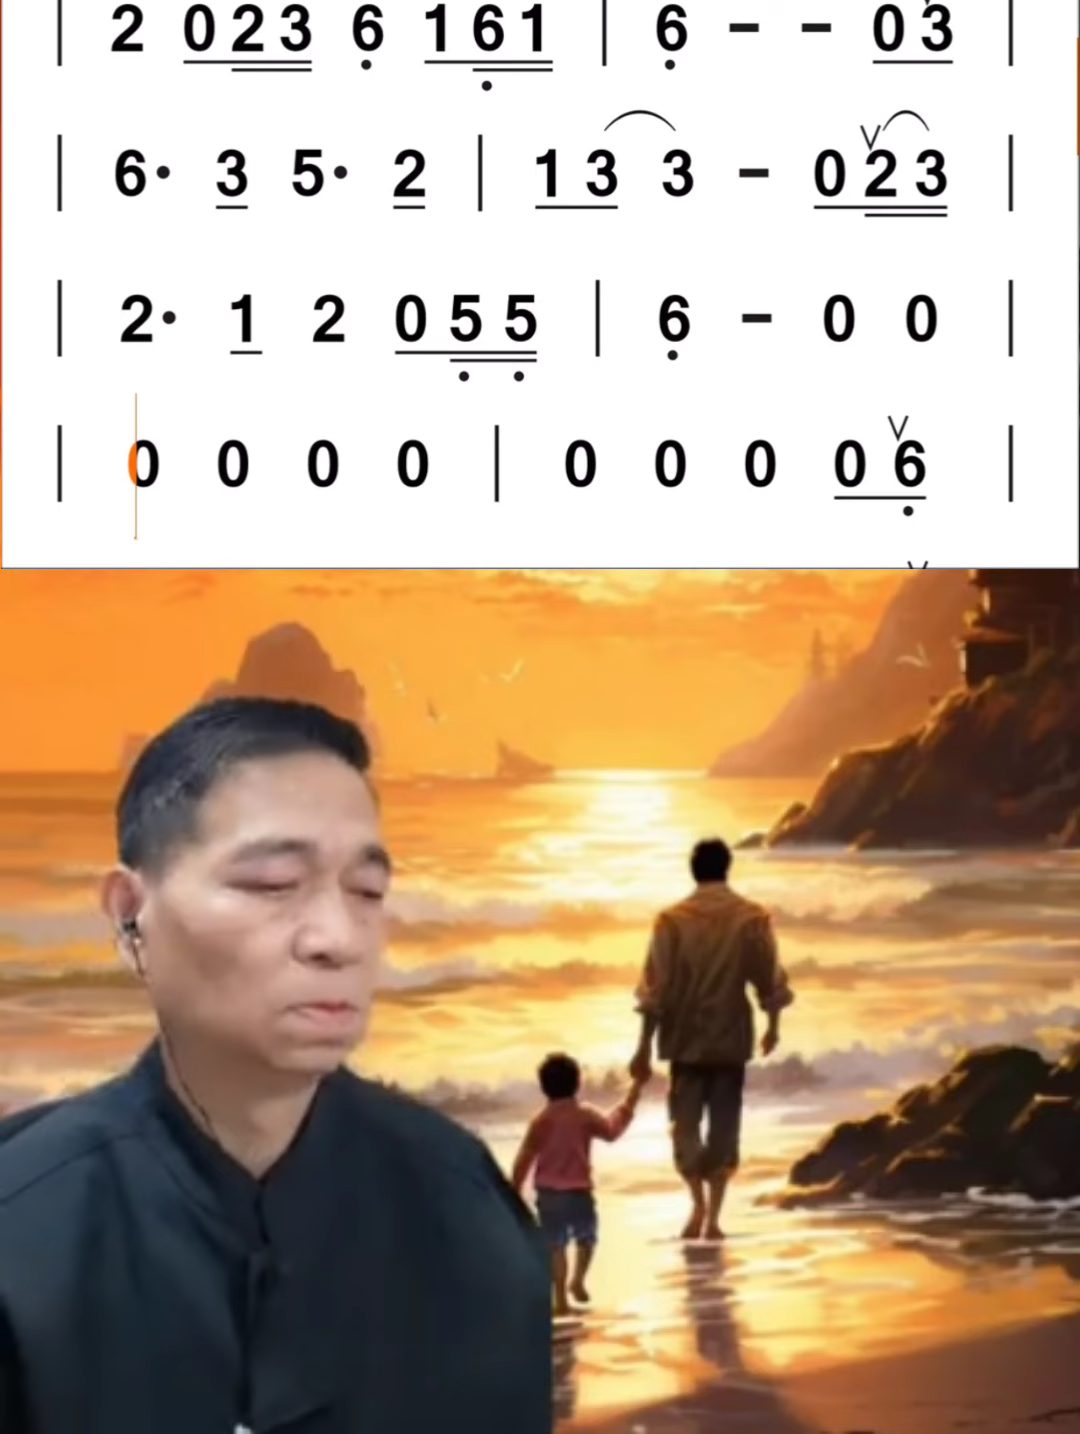 | 2 0 2 3 6̣ 1 6̣ 1 | 6̣ - - 0 3 |
| 6· 3 5· 2 | 1 3 3 - 0 2 3 |
| 2· 1 2 0 5̣ 5̣ | 6̣ - 0 0 |
| 0 0 0 0 | 0 0 0 0 6̣ |